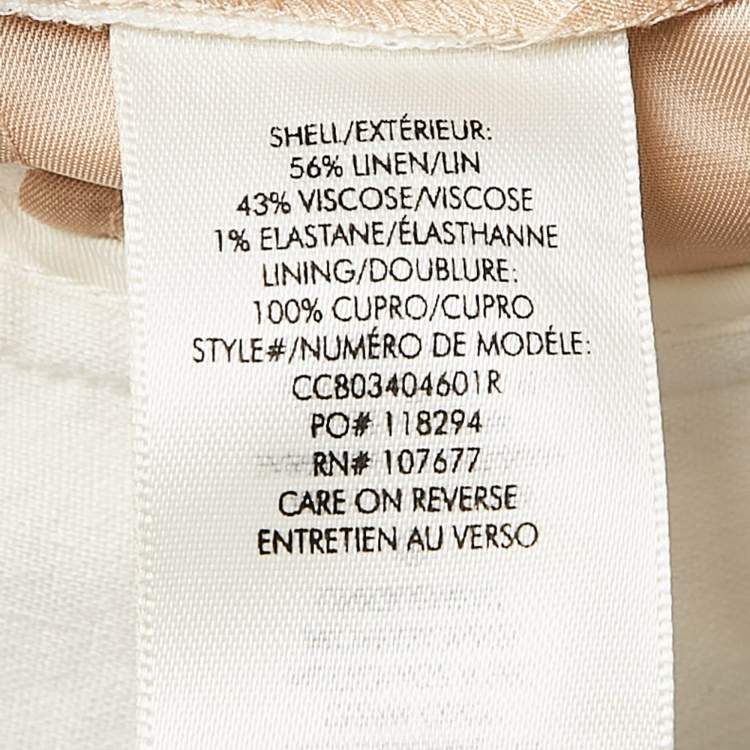 SHELL/EXTÉRIEUR:
56% LINEN/LIN
43% VISCOSE/VISCOSE
1% ELASTANE/ÉLASTHANNE
LINING/DOUBLURE:
100% CUPRO/CUPRO
STYLE#/NUMÉRO DE MODÉLE:
CC803404601R
PO# 118294
RN# 107677
CARE ON REVERSE
ENTRETIEN AU VERSO